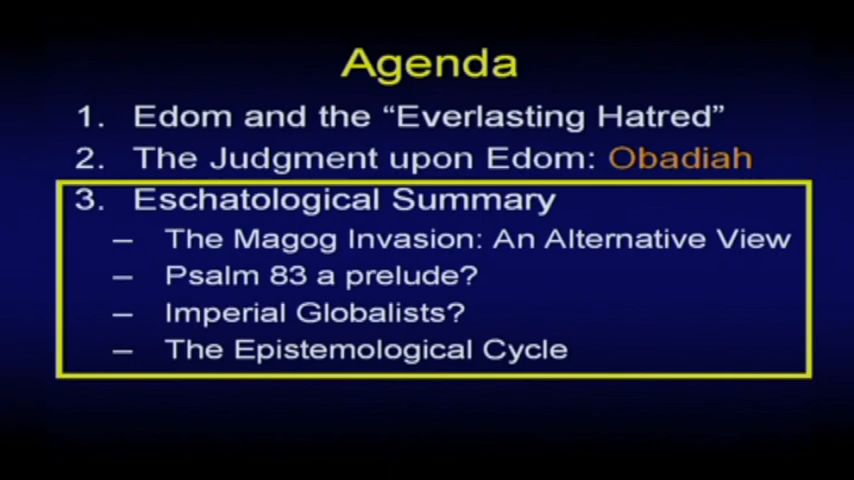 Agenda
1. Edom and the “Everlasting Hatred”
2. The Judgment upon Edom: Obadiah
3. Eschatological Summary
– The Magog Invasion: An Alternative View
– Psalm 83 a prelude?
– Imperial Globalists?
– The Epistemological Cycle